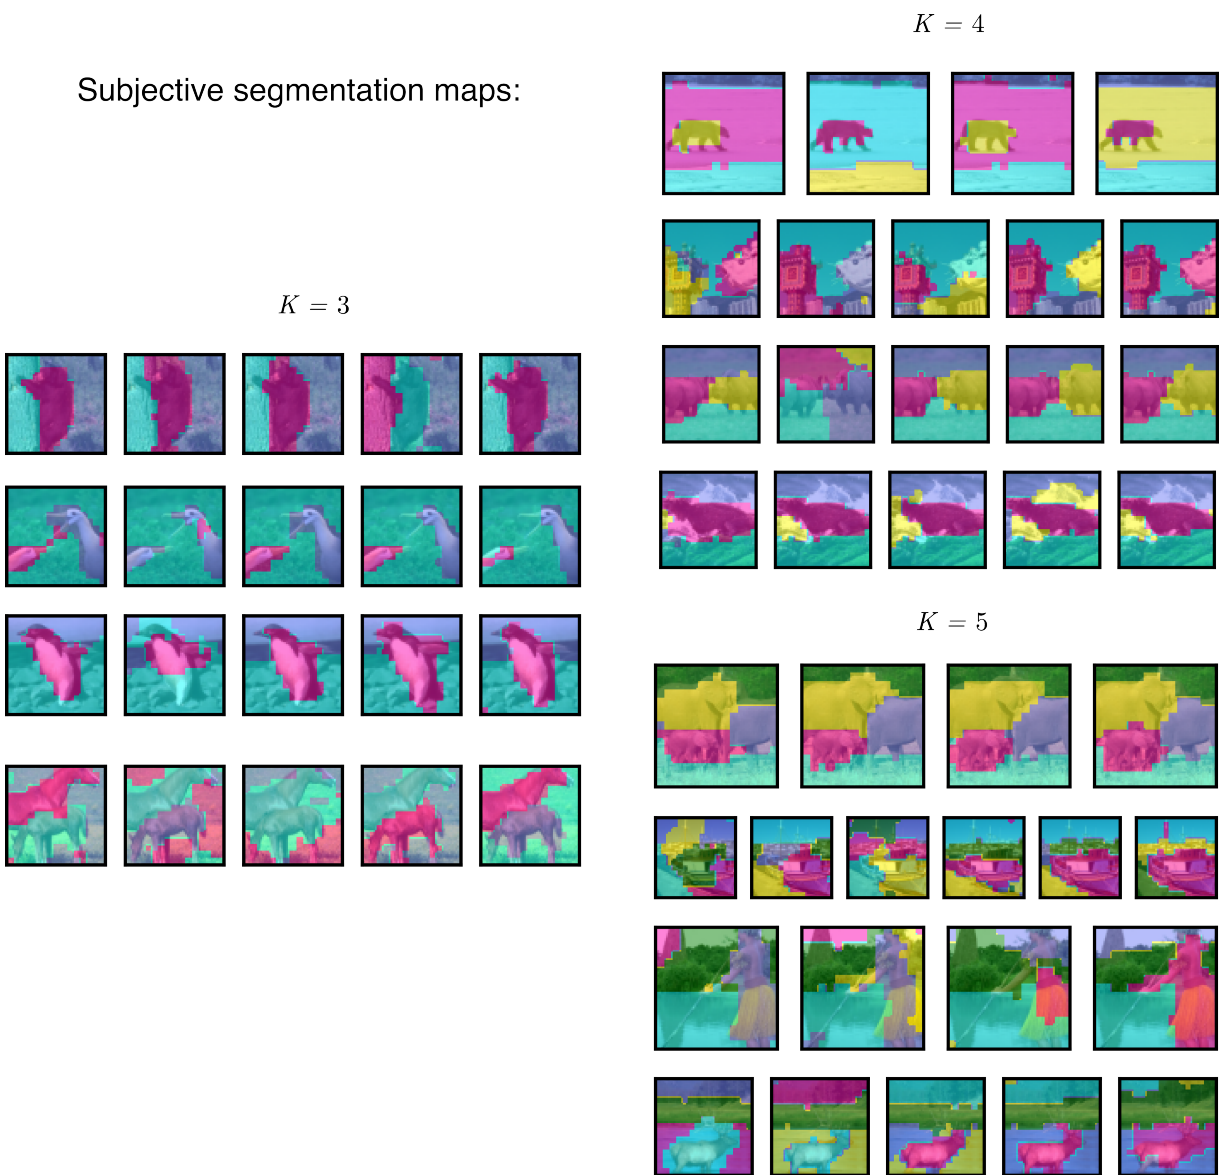 Subjective segmentation maps:
K = 3
K = 4
K = 5